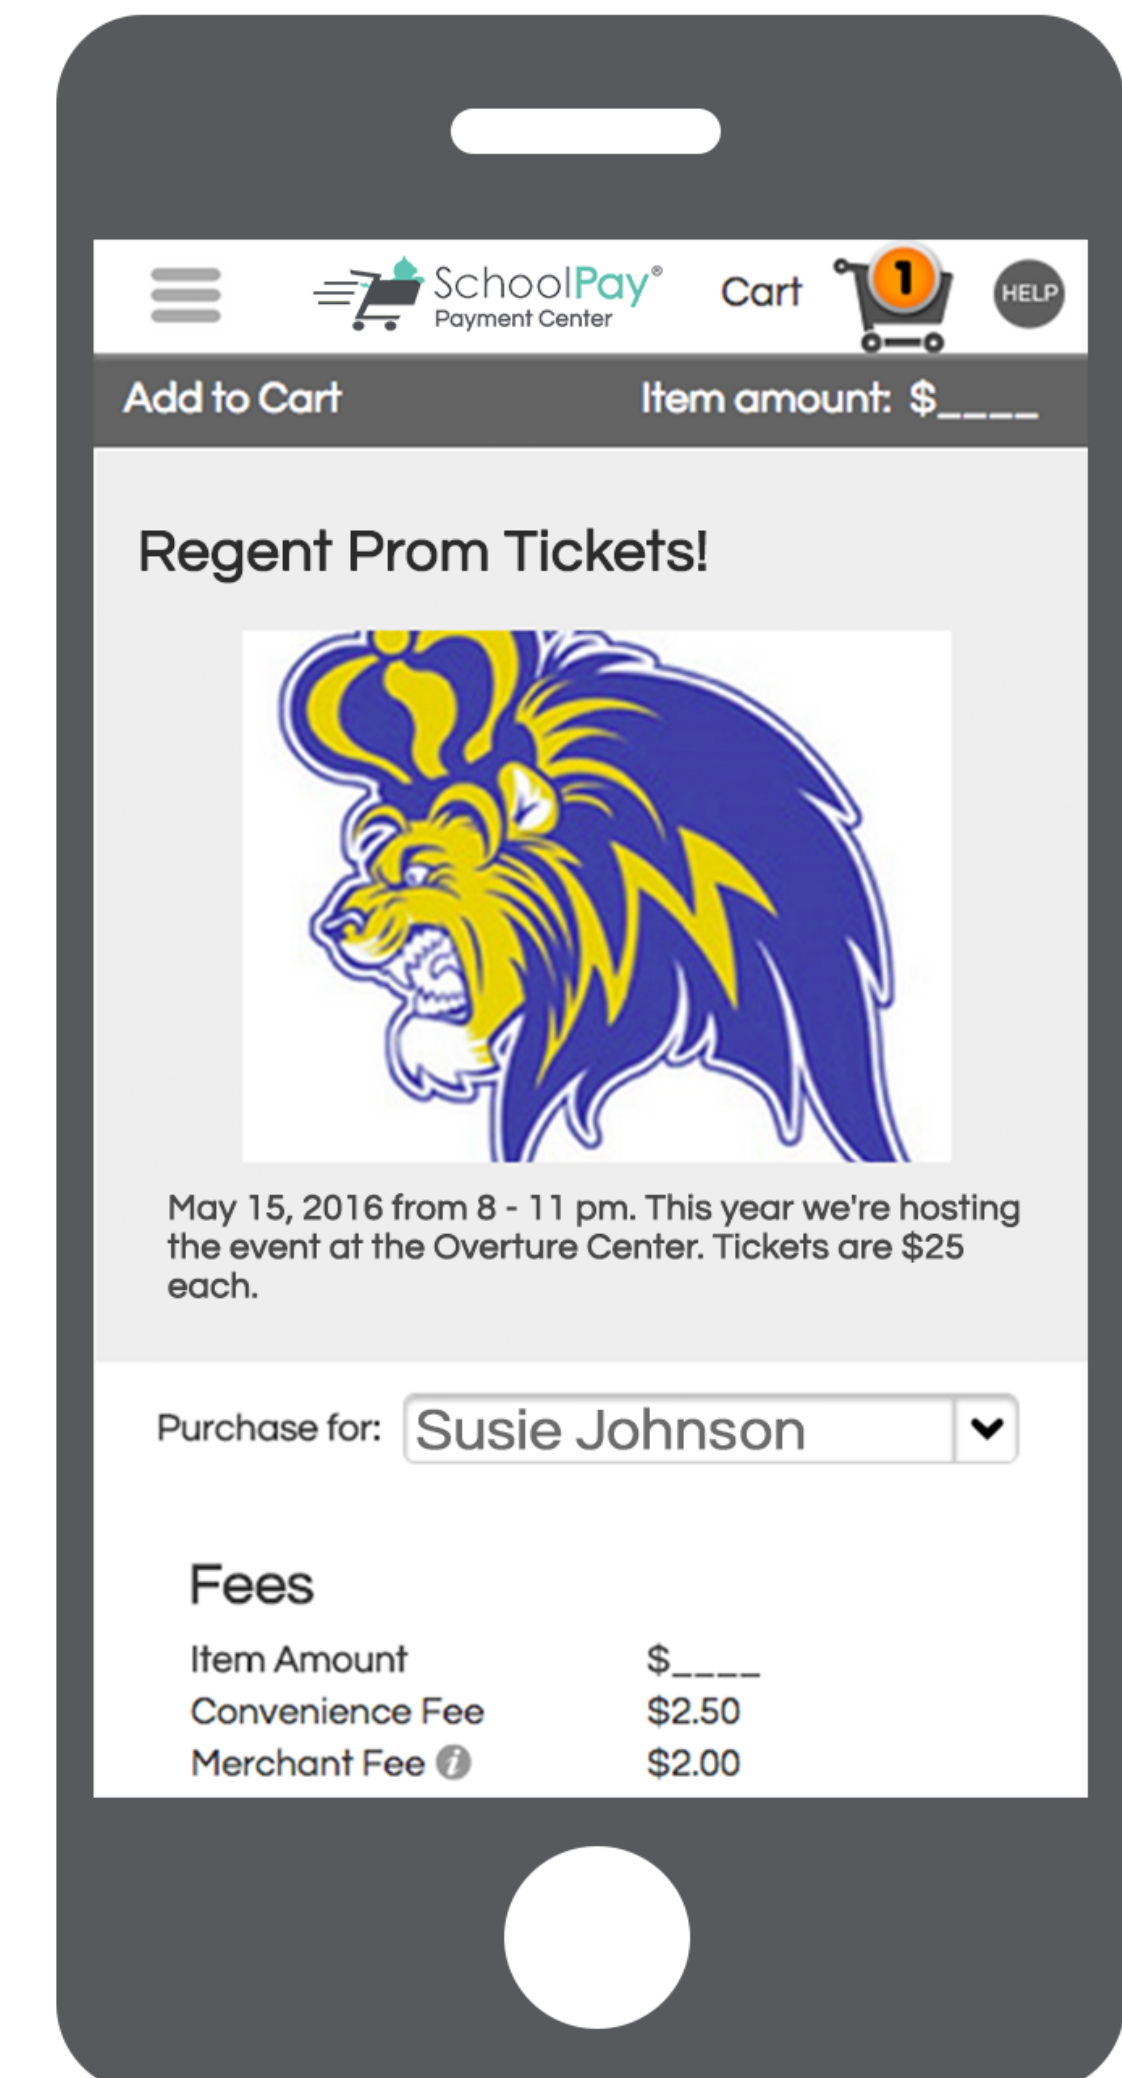 SchoolPay®
Payment Center
Cart
1
HELP
Add to Cart
Item amount: $____
Regent Prom Tickets!
May 15, 2016 from 8 - 11 pm. This year we're hosting
the event at the Overture Center. Tickets are $25
each.
Purchase for: Susie Johnson
Fees
Item Amount $____
Convenience Fee $2.50
Merchant Fee i $2.00